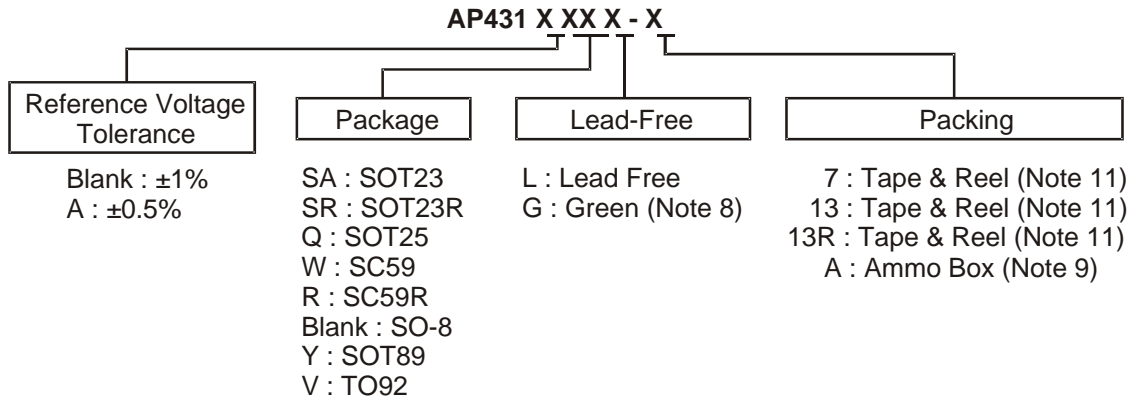 AP431 X XX X - X
Reference Voltage
Tolerance
Blank : ±1%
A : ±0.5%
Package
SA : SOT23
SR : SOT23R
Q : SOT25
W : SC59
R : SC59R
Blank : SO-8
Y : SOT89
V : TO92
Lead-Free
L : Lead Free
G : Green (Note 8)
Packing
7 : Tape & Reel (Note 11)
13 : Tape & Reel (Note 11)
13R : Tape & Reel (Note 11)
A : Ammo Box (Note 9)